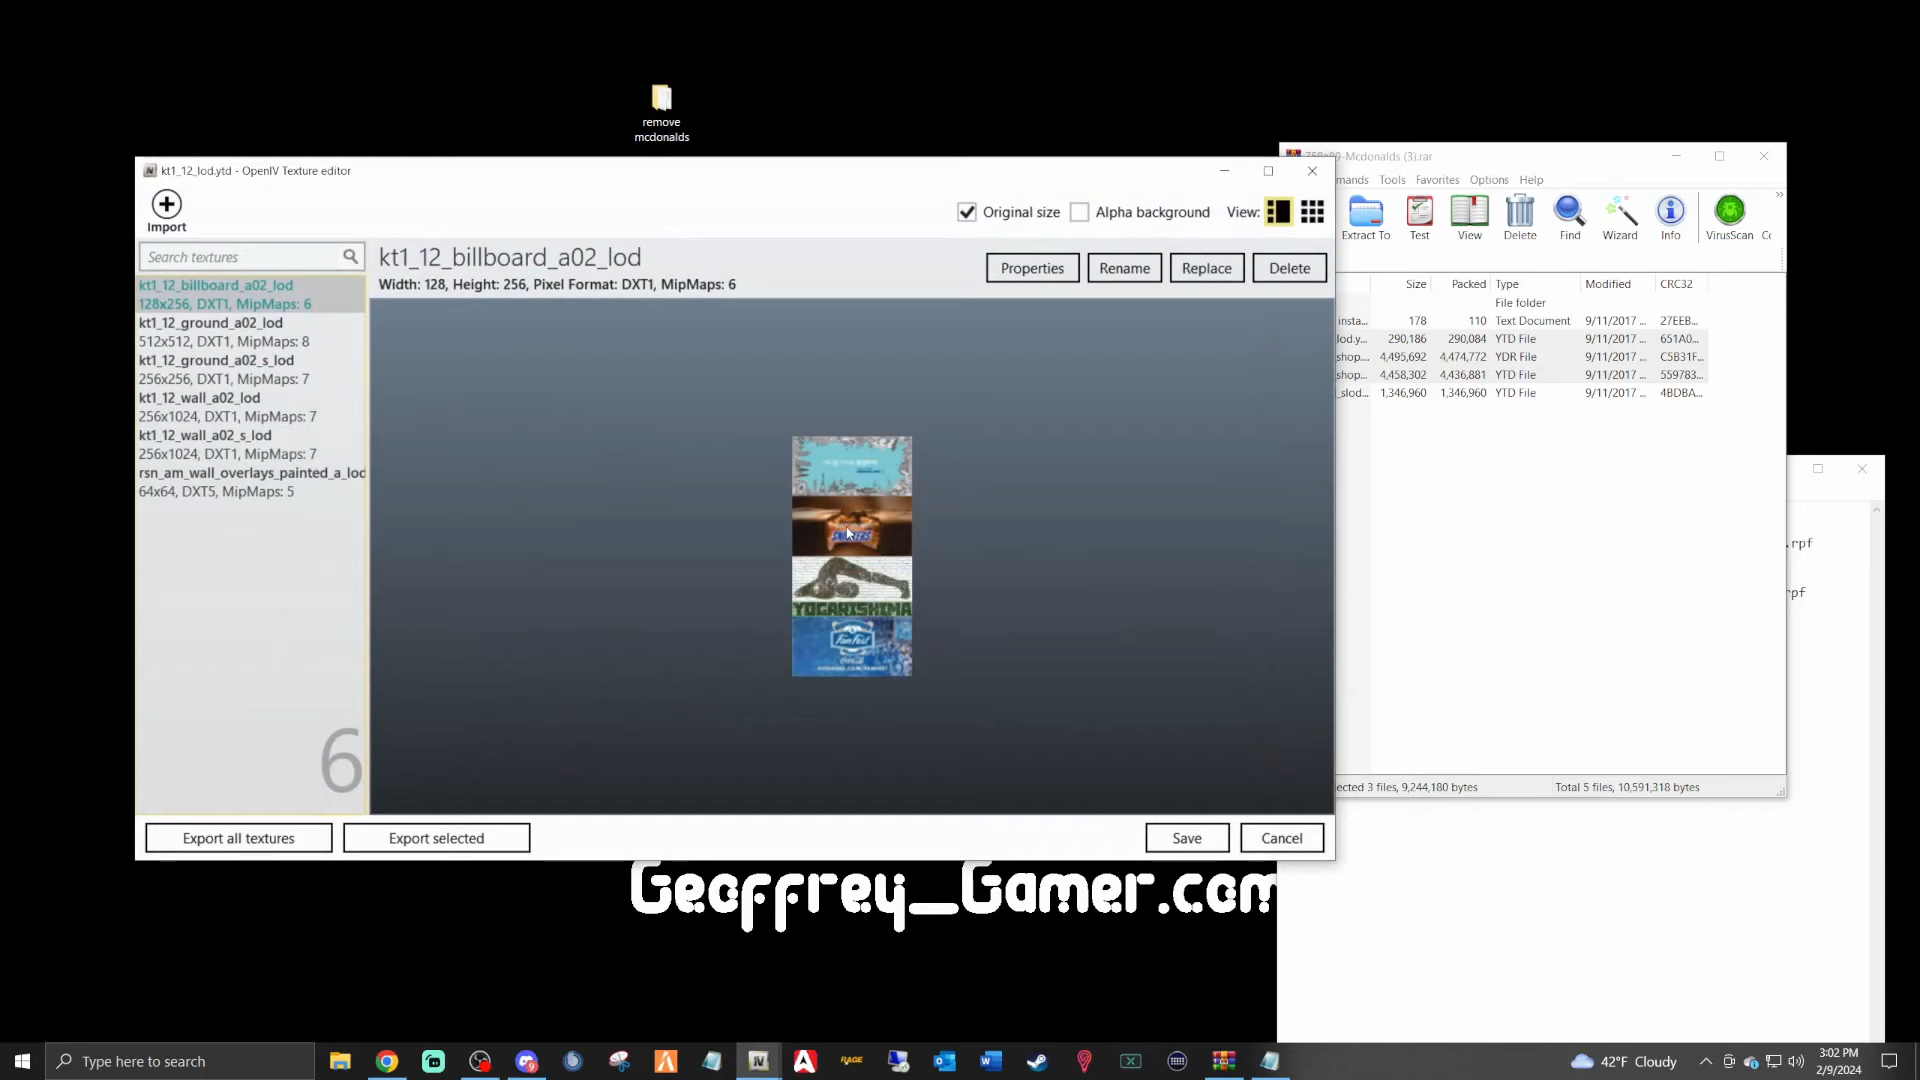 remove
mcdonalds
kt1_12_lod.ytd - OpenIV Texture editor
Import
Original size
Alpha background
View:
Search textures
kt1_12_billboard_a02_lod
128x256, DXT1, MipMaps: 6
kt1_12_ground_a02_lod
512x512, DXT1, MipMaps: 8
kt1_12_ground_a02_s_lod
256x256, DXT1, MipMaps: 7
kt1_12_wall_a02_lod
256x1024, DXT1, MipMaps: 7
kt1_12_wall_a02_s_lod
256x1024, DXT1, MipMaps: 7
rsn_am_wall_overlays_painted_a_lod
64x64, DXT5, MipMaps: 5
6
kt1_12_billboard_a02_lod
Width: 128, Height: 256, Pixel Format: DXT1, MipMaps: 6
Properties
Rename
Replace
Delete
YOGARISHIMA
FanFest
Export all textures
Export selected
Save
Cancel
-Mcdonalds (3).rar
mands Tools Favorites Options Help
Extract To
Test
View
Delete
Find
Wizard
Info
VirusScan
Size Packed Type Modified CRC32
File folder
insta... 178 110 Text Document 9/11/2017 ... 27EEB...
lod.y... 290,186 290,084 YTD File 9/11/2017 ... 651A0...
shop.... 4,495,692 4,474,772 YDR File 9/11/2017 ... C5B31F...
shop... 4,458,302 4,436,881 YTD File 9/11/2017 ... 559783...
_slod... 1,346,960 1,346,960 YTD File 9/11/2017 ... 4BDBA...
ected 3 files, 9,244,180 bytes
Total 5 files, 10,591,318 bytes
.rpf
rpf
Geoffrey_Gamer.com
Type here to search
RAGE
42°F Cloudy
3:02 PM
2/9/2024